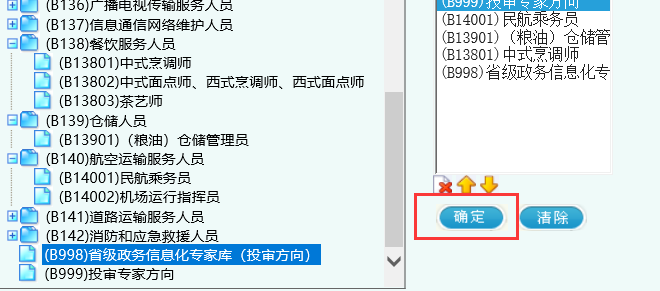 (B136)广播电视传输服务人员
(B137)信息通信网络维护人员
(B138)餐饮服务人员
(B13801)中式烹调师
(B13802)中式面点师、西式烹调师、西式面点师
(B13803)茶艺师
(B139)仓储人员
(B13901)（粮油）仓储管理员
(B140)航空运输服务人员
(B14001)民航乘务员
(B14002)机场运行指挥员
(B141)道路运输服务人员
(B142)消防和应急救援人员
(B998)省级政务信息化专家库（投审方向）
(B999)投审专家方向
(B999)投审专家方向
(B14001)民航乘务员
(B13901)（粮油）仓储管
(B13801)中式烹调师
(B998)省级政务信息化专
确定
清除